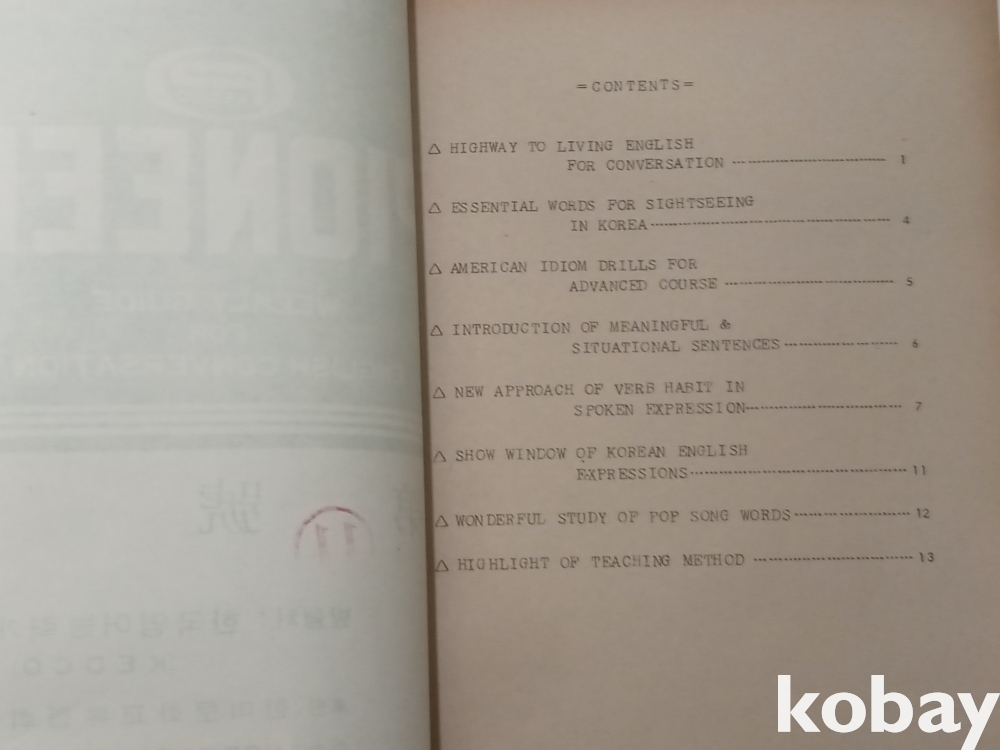 =CONTENTS=
△ HIGHWAY TO LIVING ENGLISH
FOR CONVERSATION ------------------------------ 1
△ ESSENTIAL WORDS FOR SIGHTSEEING
IN KOREA------------------------------ 4
△ AMERICAN IDIOM DRILLS FOR
ADVANCED COURSE ------------------------------ 5
△ INTRODUCTION OF MEANINGFUL &
SITUATIONAL SENTENCES------------------------------ 6
△ NEW APPROACH OF VERB HABIT IN
SPOKEN EXPRESSION------------------------------ 7
△ SHOW WINDOW OF KOREAN ENGLISH
EXPRESSIONS------------------------------11
△ WONDERFUL STUDY OF POP SONG WORDS------------------------------12
△ HIGHLIGHT OF TEACHING METHOD ------------------------------13
11
號
KEDCO
kobay